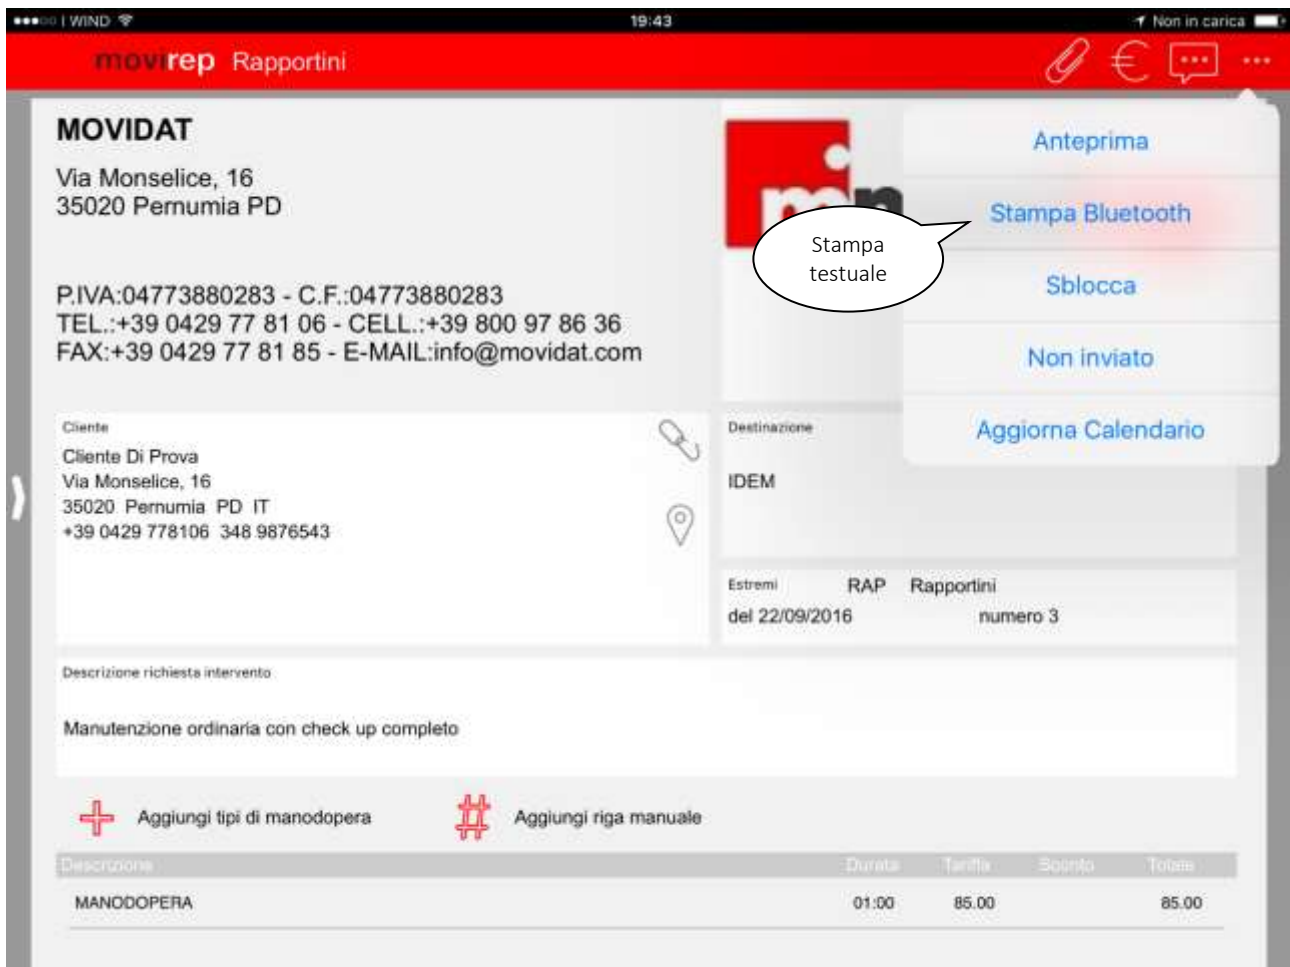 WIND
19:43
Non in carica
movirep Rapportini
MOVIDAT
Via Monselice, 16
35020 Pernumia PD
P.IVA:04773880283 - C.F.:04773880283
TEL.:+39 0429 77 81 06 - CELL.:+39 800 97 86 36
FAX:+39 0429 77 81 85 - E-MAIL:info@movidat.com
Anteprima
Stampa Bluetooth
Sblocca
Non inviato
Aggiorna Calendario
Stampa
testuale
Cliente
Cliente Di Prova
Via Monselice, 16
35020 Pernumia PD IT
+39 0429 778106 348 9876543
Destinazione
IDEM
Estremi RAP Rapportini
del 22/09/2016 numero 3
Descrizione richiesta intervento
Manutenzione ordinaria con check up completo
Aggiungi tipi di manodopera # Aggiungi riga manuale
Descrizione Durata Tariffa Sconto Totale
MANODOPERA 01:00 85.00 85.00